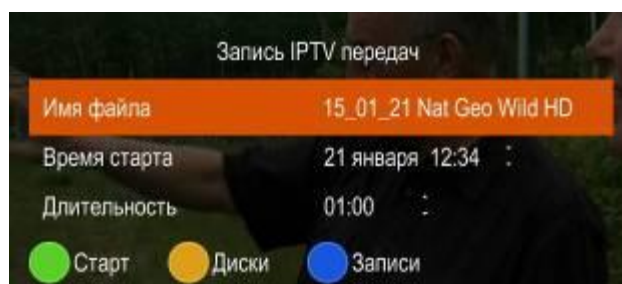 Запись IPTV передач
Имя файла 15_01_21 Nat Geo Wild HD
Время старта 21 января 12:34
Длительность 01:00
Старт Диски Записи